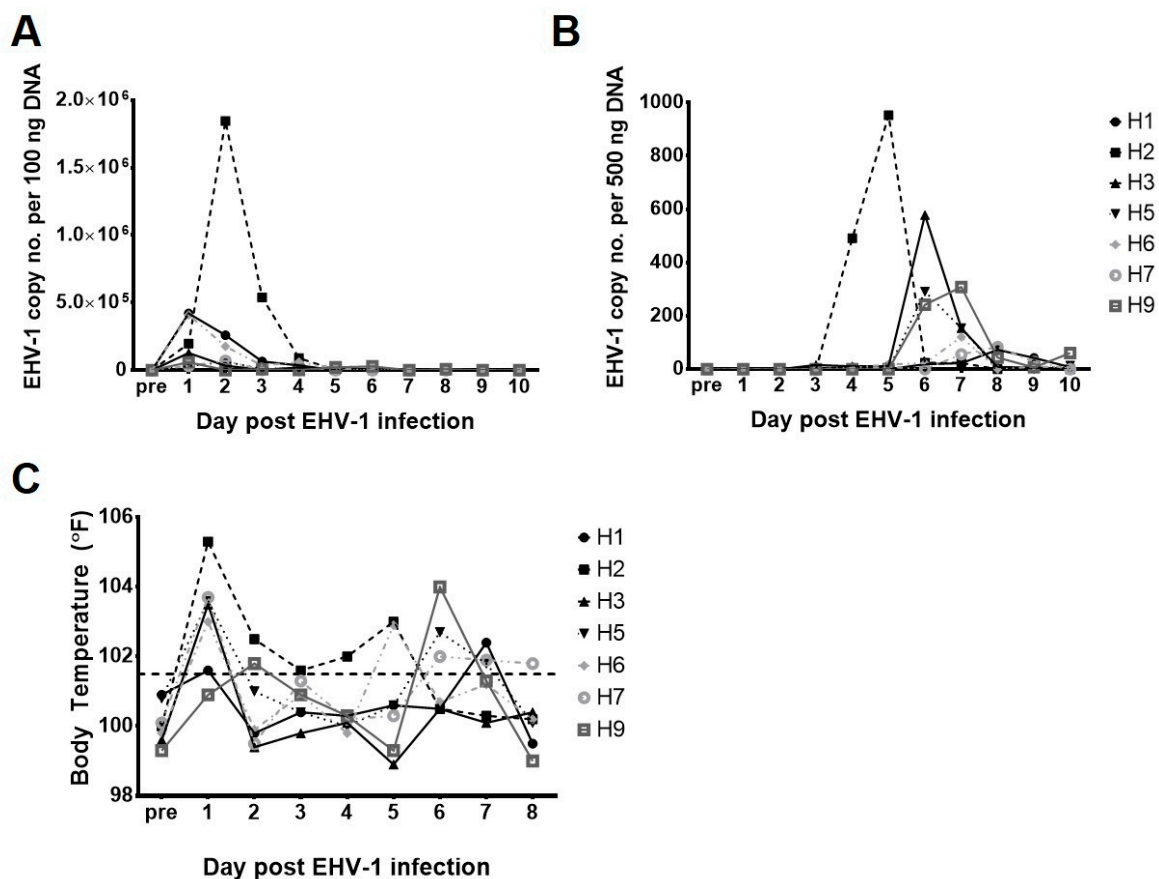 A
EHV-1 copy no. per 100 ng DNA
2.0×10⁶
1.5×10⁶
1.0×10⁶
5.0×10⁵
0
pre 1 2 3 4 5 6 7 8 9 10
Day post EHV-1 infection
B
EHV-1 copy no. per 500 ng DNA
1000
800
600
400
200
0
pre 1 2 3 4 5 6 7 8 9 10
Day post EHV-1 infection
H1
H2
H3
H5
H6
H7
H9
C
Body Temperature (°F)
106
104
102
100
98
pre 1 2 3 4 5 6 7 8
Day post EHV-1 infection
H1
H2
H3
H5
H6
H7
H9